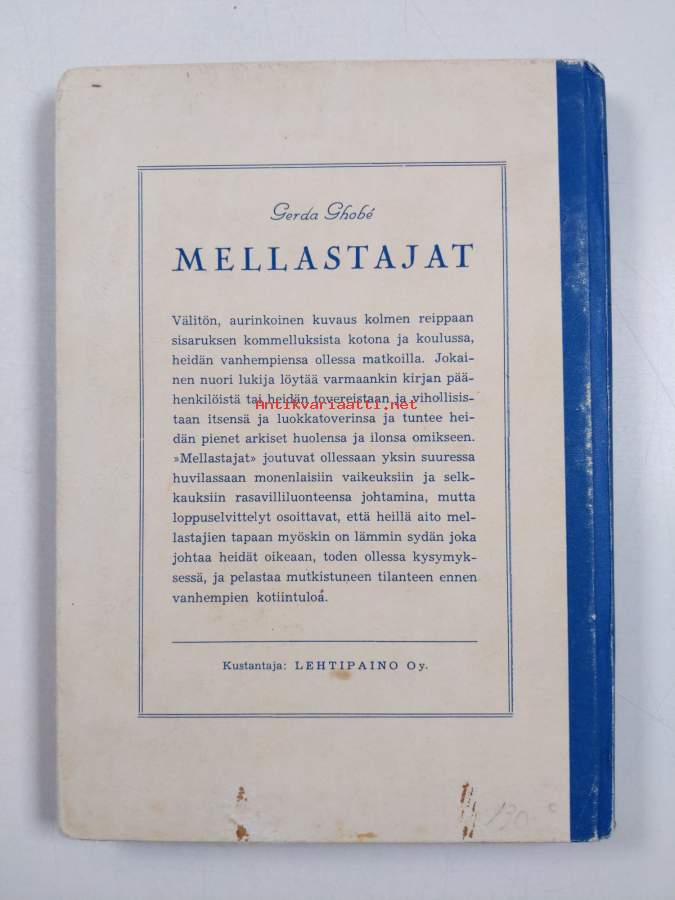 Gerda Ghobé
MELLASTAJAT
Välitön, aurinkoinen kuvaus kolmen reippaan
sisaruksen kommelluksista kotona ja koulussa,
heidän vanhempiensa ollessa matkoilla. Jokai-
nen nuori lukija löytää varmaankin kirjan pää-
henkilöistä tai heidän tovereistaan ja vihollisis-
Antikvariaatti.net
taan itsensä ja luokkatoverinsa ja tuntee hei-
dän pienet arkiset huolensa ja ilonsa omikseen.
»Mellastajat» joutuvat ollessaan yksin suuressa
huvilassaan monenlaisiin vaikeuksiin ja selk-
kauksiin rasavilliluonteensa johtamina, mutta
loppuselvittelyt osoittavat, että heillä aito mel-
lastajien tapaan myöskin on lämmin sydän joka
johtaa heidät oikeaan, toden ollessa kysymyk-
sessä, ja pelastaa mutkistuneen tilanteen ennen
vanhempien kotiintuloa.
Kustantaja: LEHTIPAINO Oy.
130